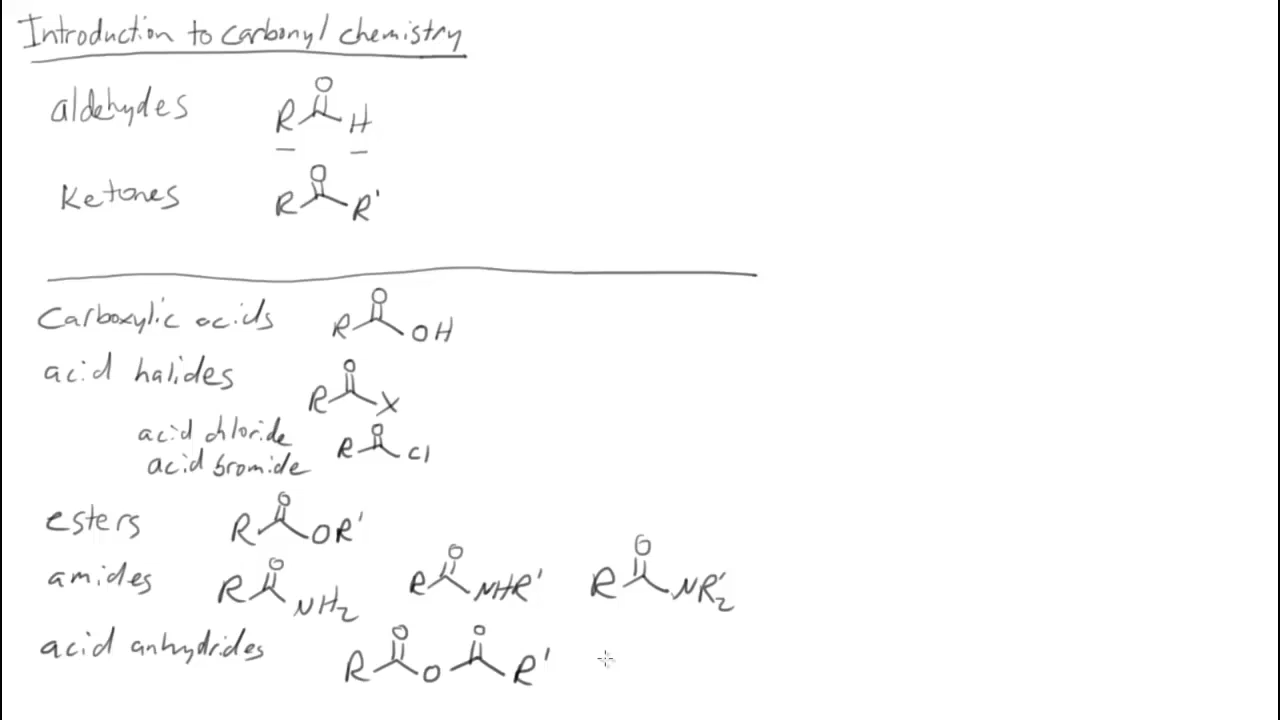 Introduction to carbonyl chemistry
aldehydes R O H
Ketones R O R'
Carboxylic acids R O OH
acid halides R O X
acid chloride R O Cl
acid bromide
esters R O OR'
amides R O NH2 R O NHR' R O NR'2
acid anhydrides R O O O R'